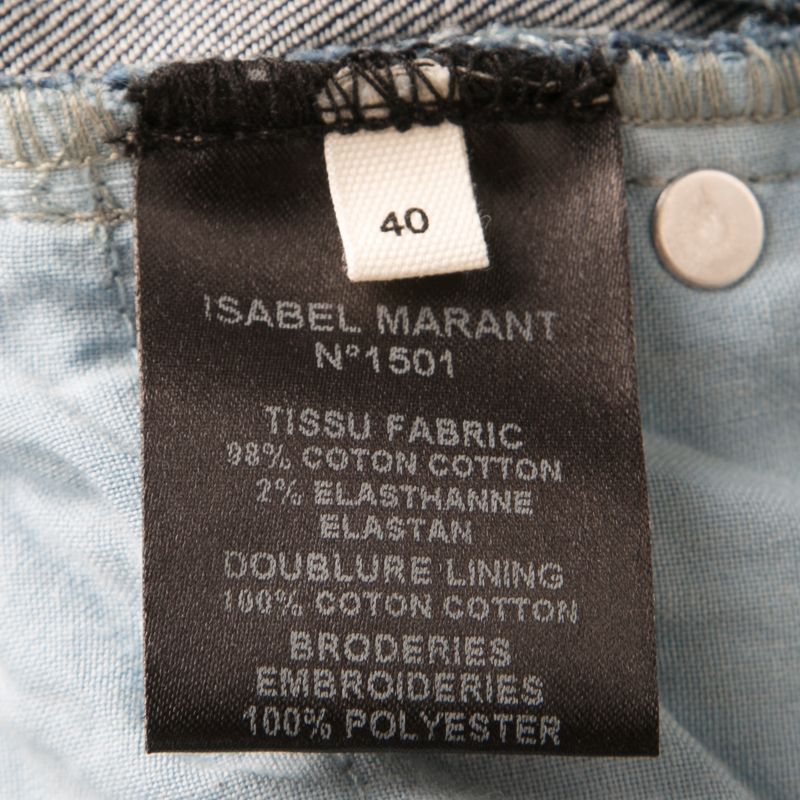 40
ISABEL MARANT
N°1501
TISSU FABRIC
98% COTON COTTON
2% ELASTHANNE
ELASTAN
DOUBLURE LINING
100% COTON COTTON
BRODERIES
EMBROIDERIES
100% POLYESTER